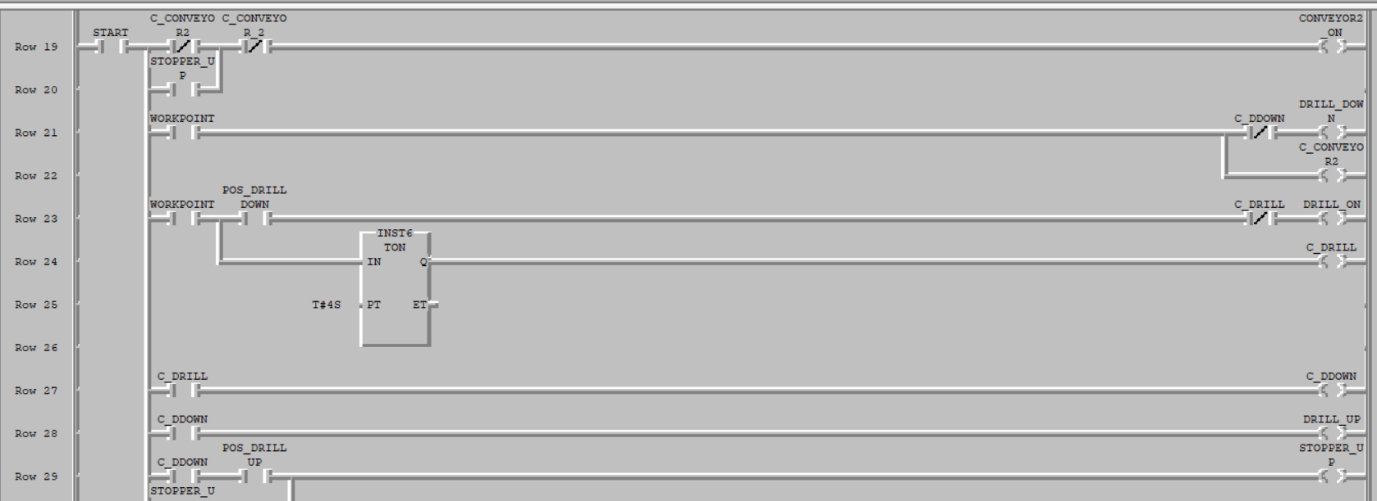 C_CONVEYO C_CONVEYO CONVEYOR2
START R2 R_2 _ON
Row 19
STOPPER_U
P
Row 20
DRILL_DOW
WORKPOINT C_DDOWN N
Row 21
C_CONVEYO
R2
Row 22
POS_DRILL
WORKPOINT DOWN C_DRILL DRILL_ON
Row 23
INST6
TON C_DRILL
Row 24 IN Q
Row 25 T#4S PT ET
Row 26
C_DRILL C_DDOWN
Row 27
C_DDOWN DRILL_UP
Row 28
POS_DRILL STOPPER_U
C_DDOWN UP P
Row 29
STOPPER_U